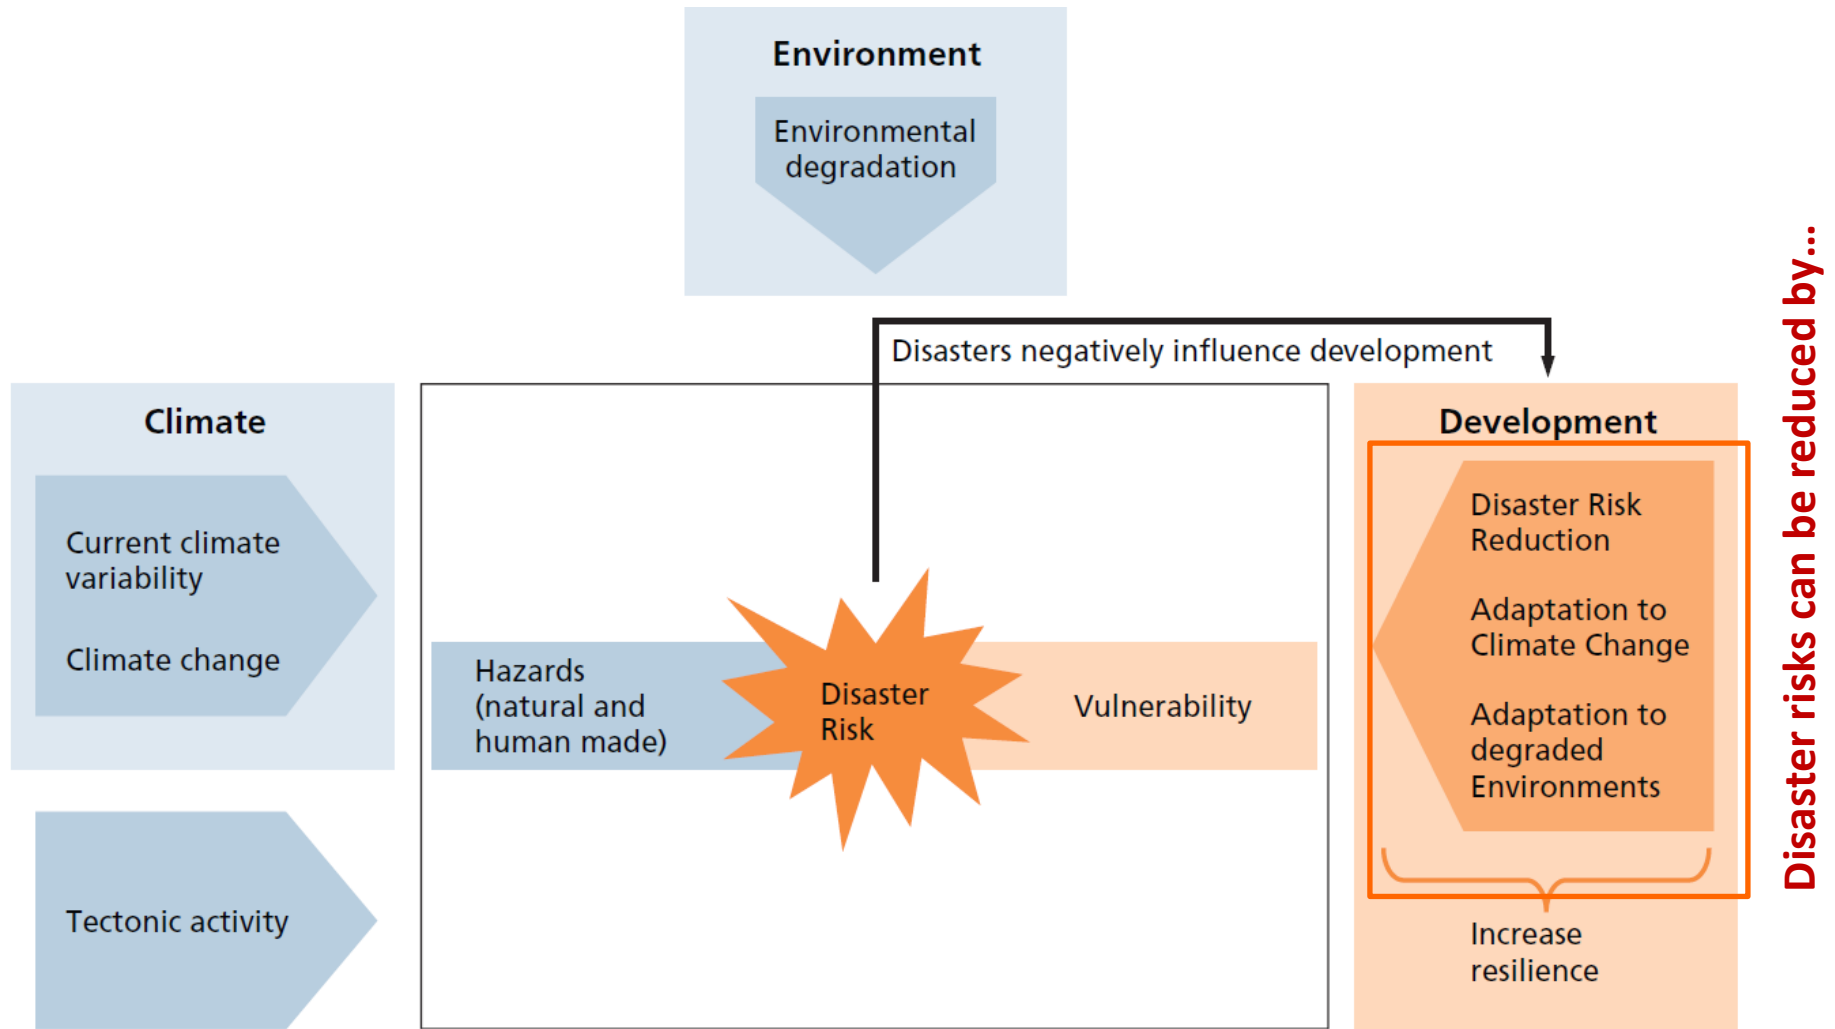 Environment
Environmental
degradation
Disasters negatively influence development
Climate
Current climate
variability
Climate change
Tectonic activity
Hazards
(natural and
human made)
Disaster
Risk
Vulnerability
Development
Disaster Risk
Reduction
Adaptation to
Climate Change
Adaptation to
degraded
Environments
Increase
resilience
Disaster risks can be reduced by...